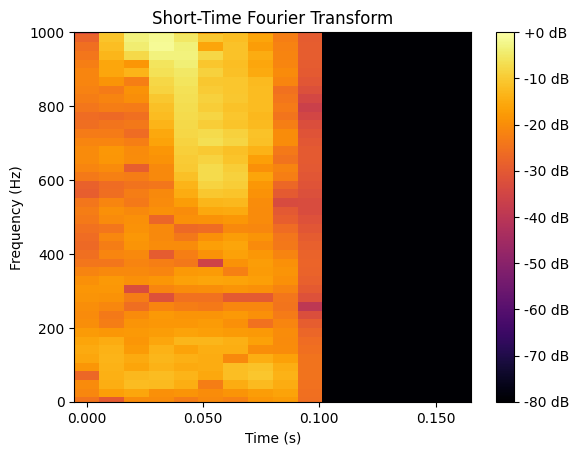 Short-Time Fourier Transform
1000
800
600
400
200
0
Frequency (Hz)
0.000
0.050
0.100
0.150
Time (s)
+0 dB
-10 dB
-20 dB
-30 dB
-40 dB
-50 dB
-60 dB
-70 dB
-80 dB